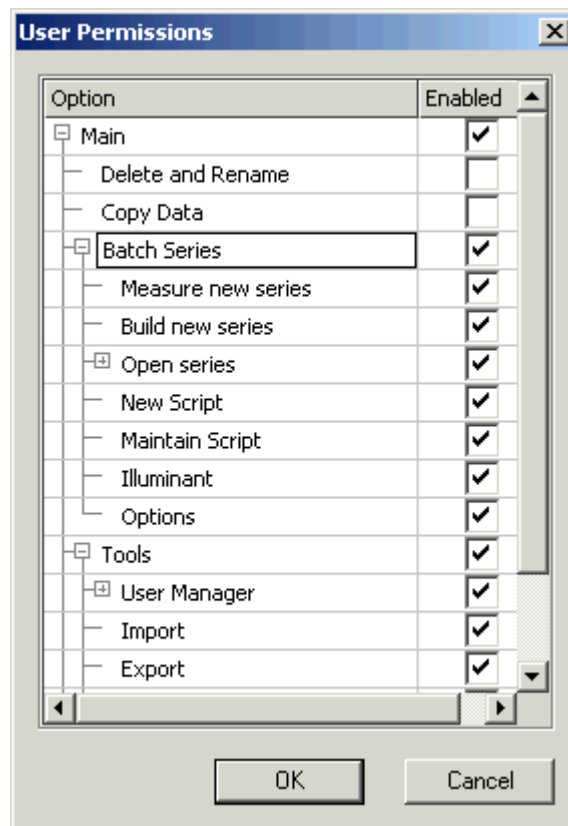 User Permissions
Option Enabled
Main
Delete and Rename
Copy Data
Batch Series
Measure new series
Build new series
Open series
New Script
Maintain Script
Illuminant
Options
Tools
User Manager
Import
Export
OK Cancel